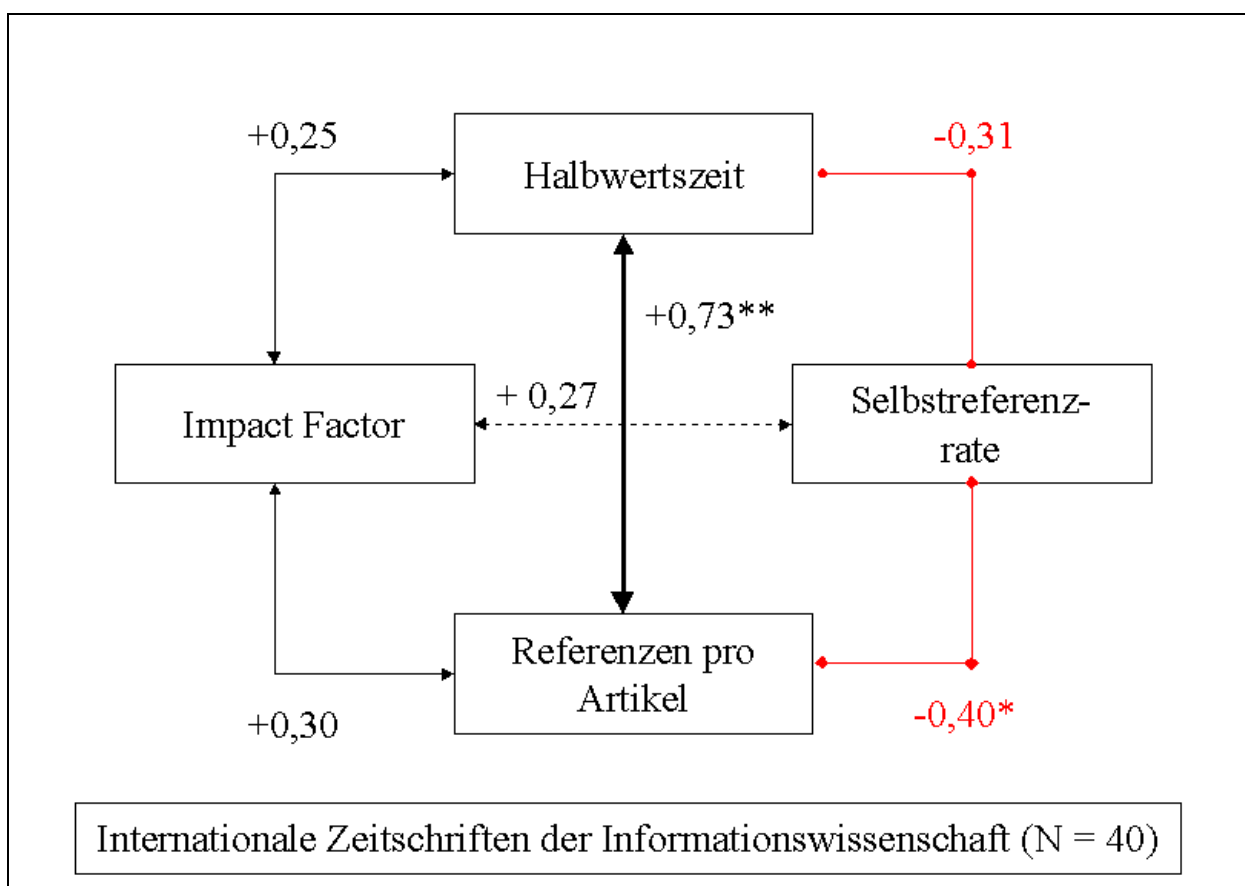 +0,25
Halbwertszeit
-0,31
+0,73**
Impact Factor
+ 0,27
Selbstreferenz-
rate
Referenzen pro
Artikel
+0,30
-0,40*
Internationale Zeitschriften der Informationswissenschaft (N = 40)